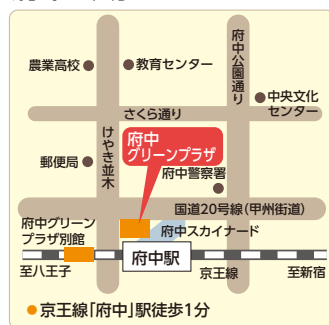 農業高校
教育センター
府中公園通り
中央文化
センター
さくら通り
けやき並木
府中
グリーンプラザ
郵便局
府中警察署
国道20号線(甲州街道)
府中グリーン
プラザ別館
府中スカイナード
府中駅
至八王子
京王線
至新宿
京王線「府中」駅徒歩1分